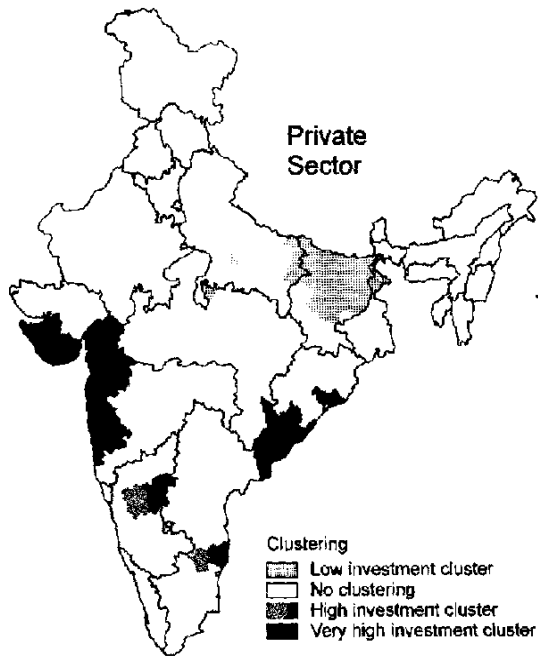 Private
Sector
Clustering
Low investment cluster
No clustering
High investment cluster
Very high investment cluster